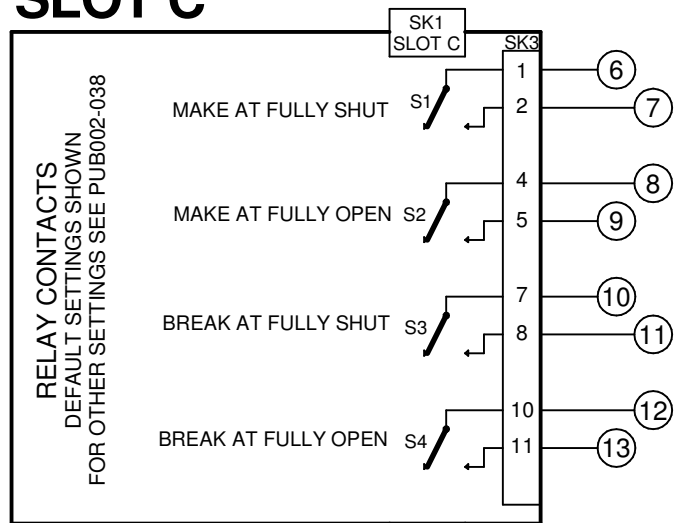 SLOT C
SK1
SLOT C
SK3
RELAY CONTACTS
DEFAULT SETTINGS SHOWN
FOR OTHER SETTINGS SEE PUB002-038
MAKE AT FULLY SHUT S1
1 6
2 7
MAKE AT FULLY OPEN S2
4 8
5 9
BREAK AT FULLY SHUT S3
7 10
8 11
BREAK AT FULLY OPEN S4
10 12
11 13